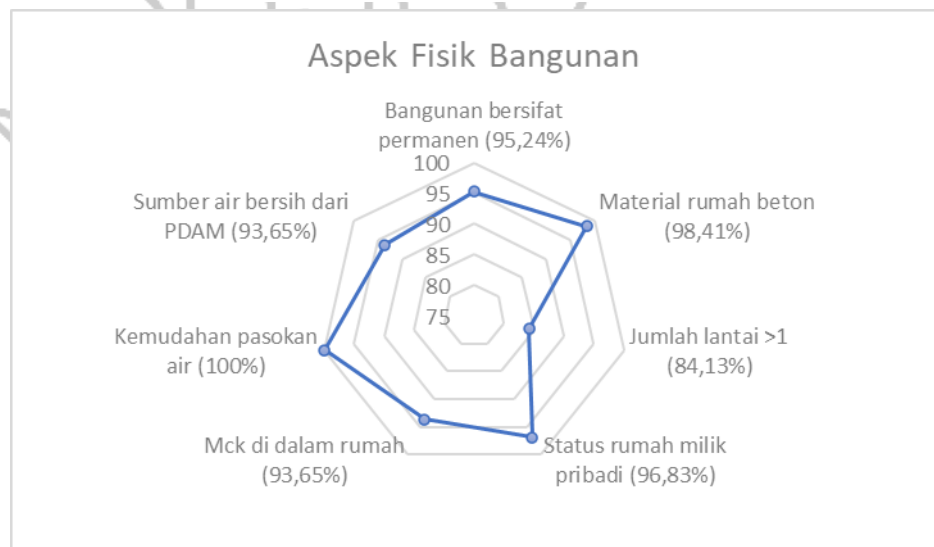 Aspek Fisik Bangunan
Bangunan bersifat
permanen (95,24%)
100
95
90
85
80
75
Material rumah beton
(98,41%)
Jumlah lantai >1
(84,13%)
Status rumah milik
pribadi (96,83%)
Mck di dalam rumah
(93,65%)
Kemudahan pasokan
air (100%)
Sumber air bersih dari
PDAM (93,65%)